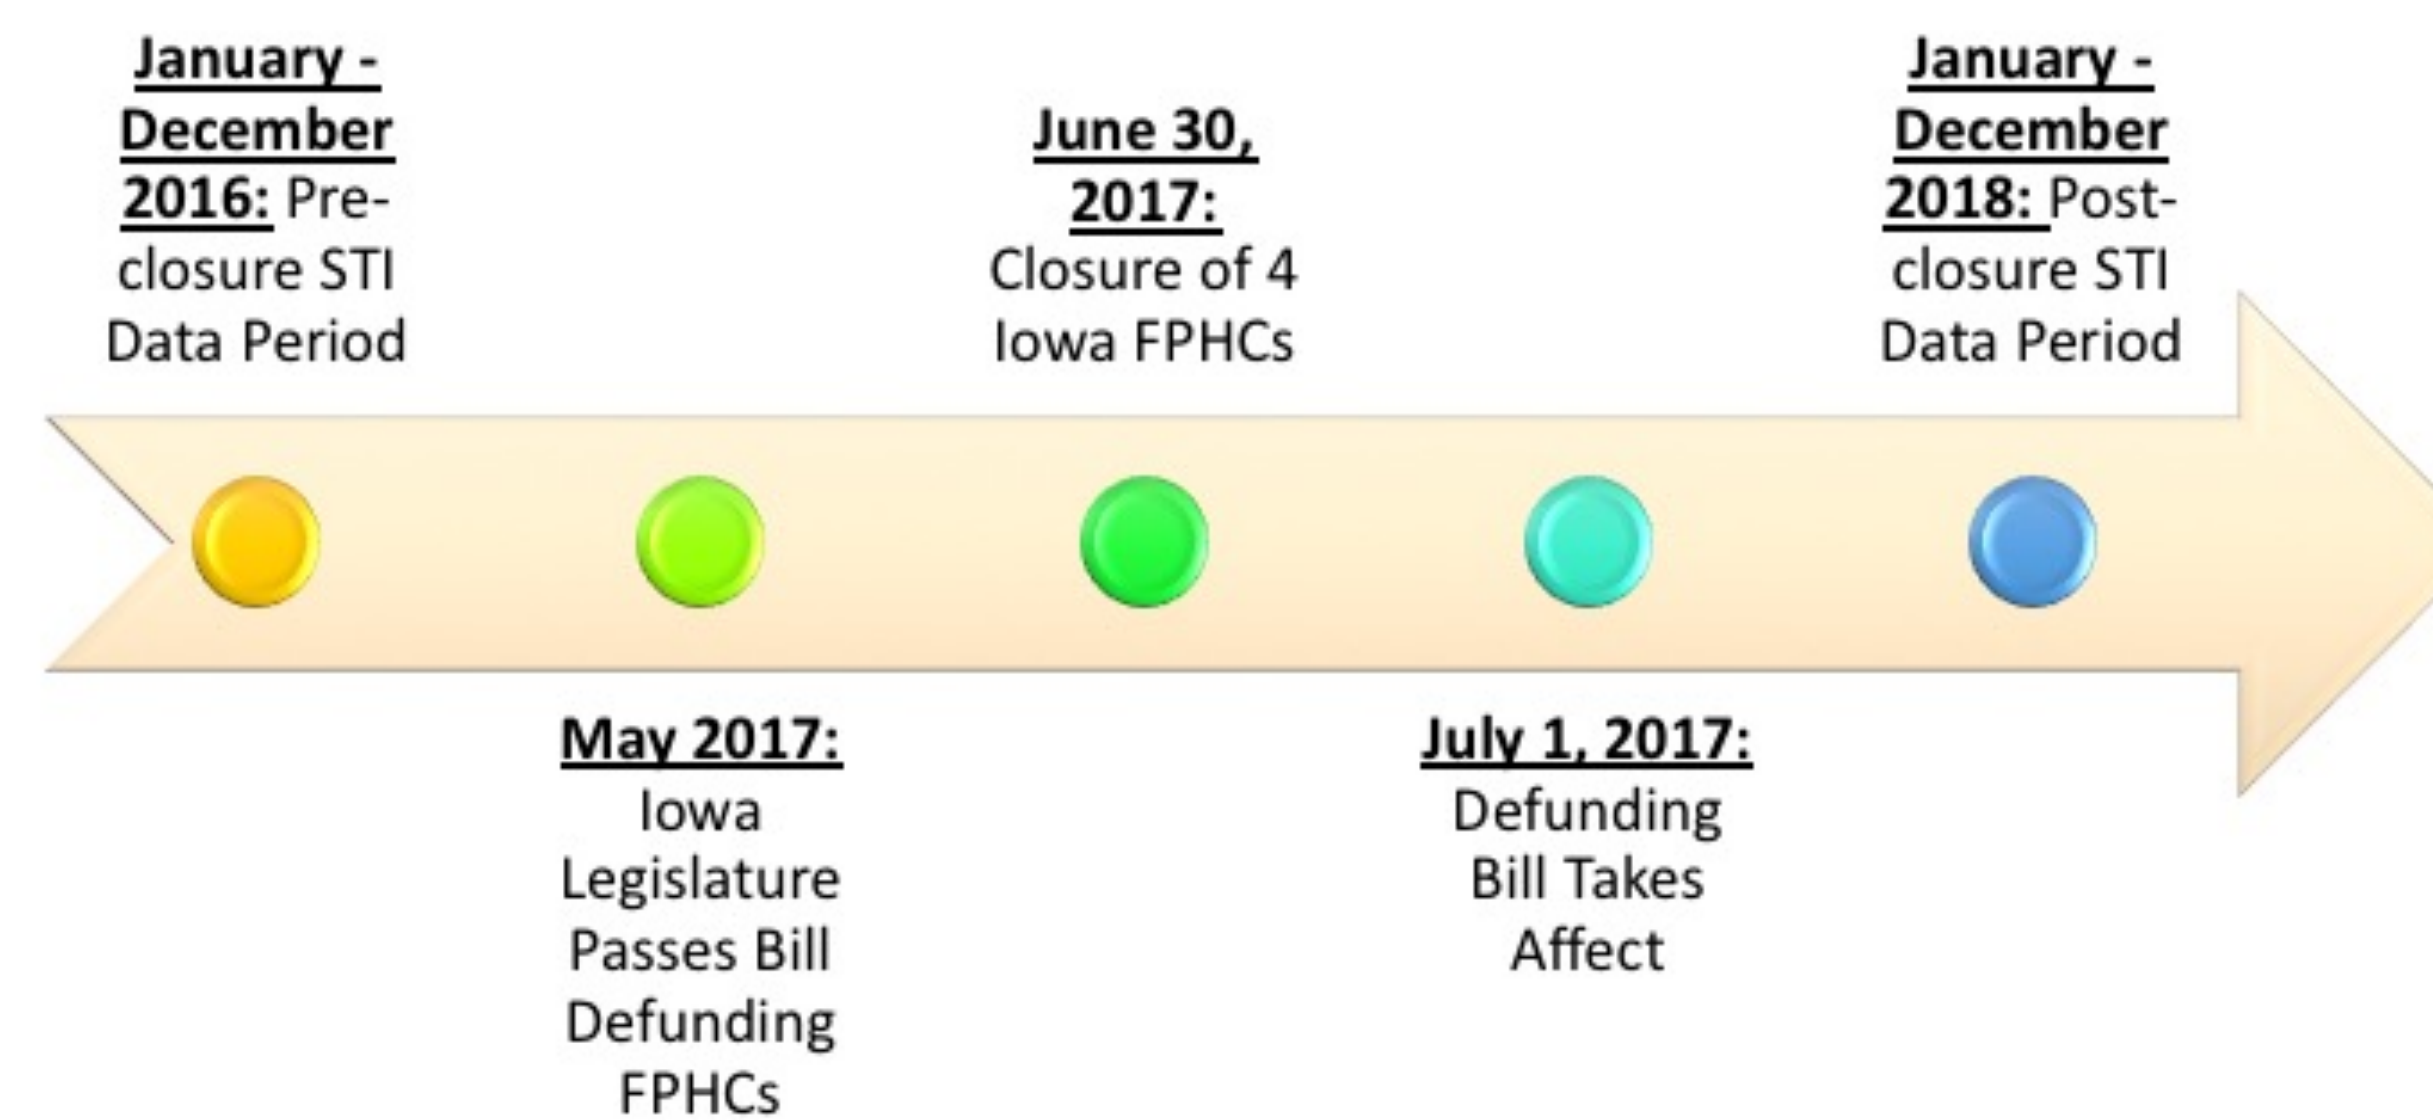 January -
December
2016: Pre-
closure STI
Data Period
May 2017:
Iowa
Legislature
Passes Bill
Defunding
FPHCs
June 30,
2017:
Closure of 4
Iowa FPHCs
July 1, 2017:
Defunding
Bill Takes
Affect
January -
December
2018: Post-
closure STI
Data Period